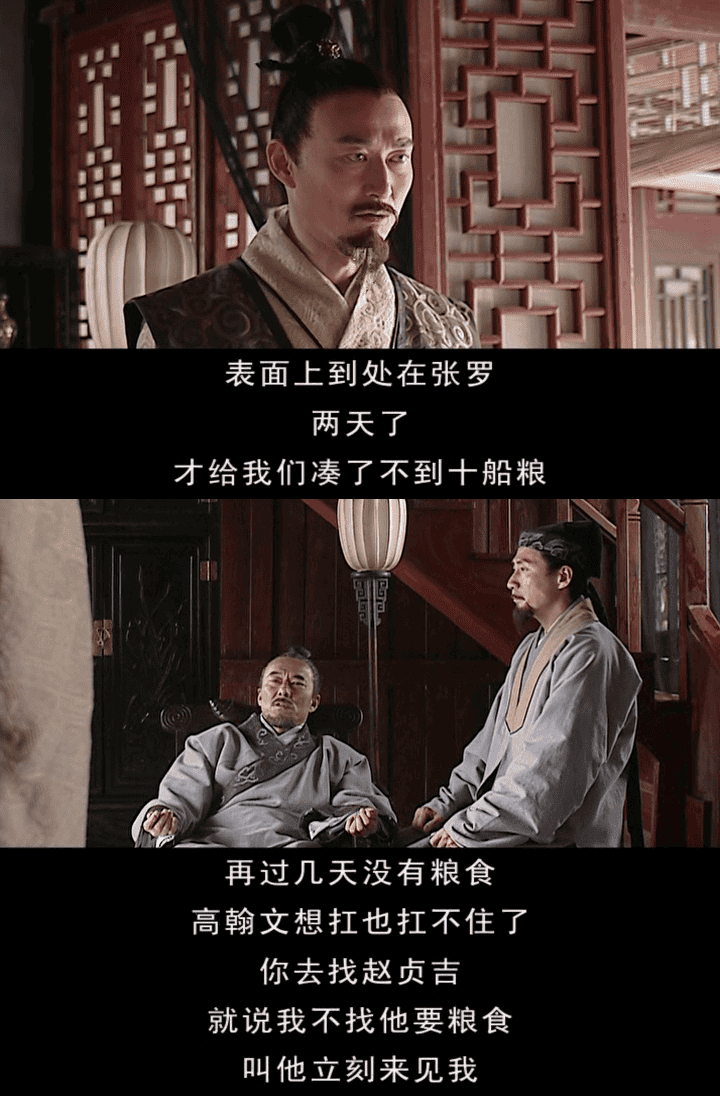 表面上到处在张罗
两天了
才给我们凑了不到十船粮
再过几天没有粮食
高翰文想扛也扛不住了
你去找赵贞吉
就说我不找他要粮食
叫他立刻来见我